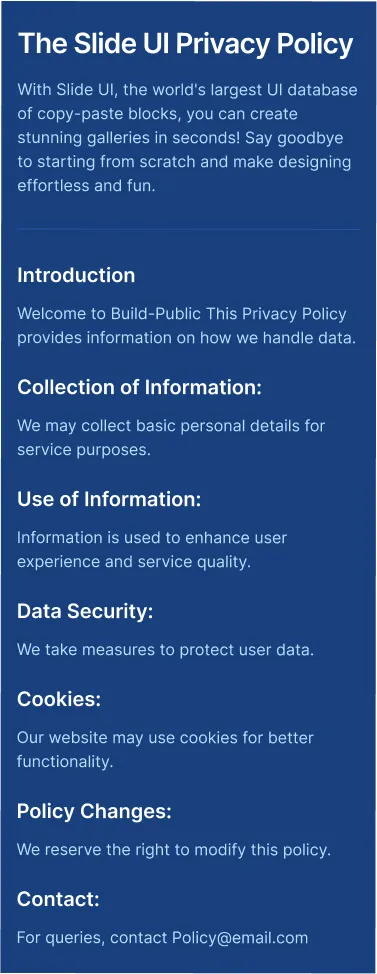 The Slide UI Privacy Policy
With Slide UI, the world's largest UI database
of copy-paste blocks, you can create
stunning galleries in seconds! Say goodbye
to starting from scratch and make designing
effortless and fun.
Introduction
Welcome to Build-Public This Privacy Policy
provides information on how we handle data.
Collection of Information:
We may collect basic personal details for
service purposes.
Use of Information:
Information is used to enhance user
experience and service quality.
Data Security:
We take measures to protect user data.
Cookies:
Our website may use cookies for better
functionality.
Policy Changes:
We reserve the right to modify this policy.
Contact:
For queries, contact Policy@email.com